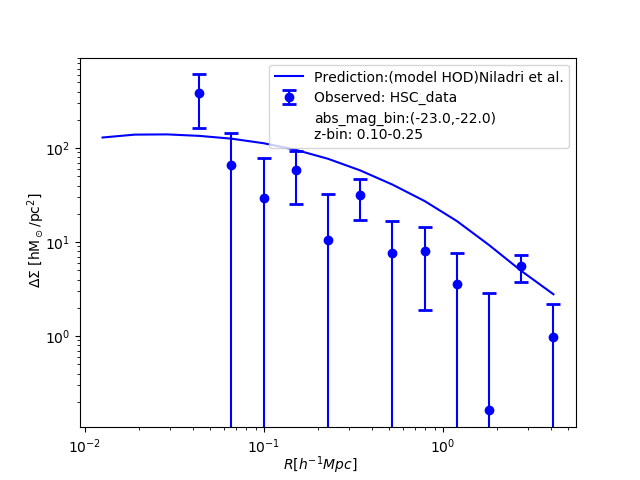 Prediction:(model HOD)Niladri et al.
Observed: HSC_data
abs_mag_bin:(-23.0,-22.0)
z-bin: 0.10-0.25
10²
10¹
10⁰
ΔΣ [hM⊙/pc²]
10⁻² 10⁻¹ 10⁰
R[h⁻¹Mpc]